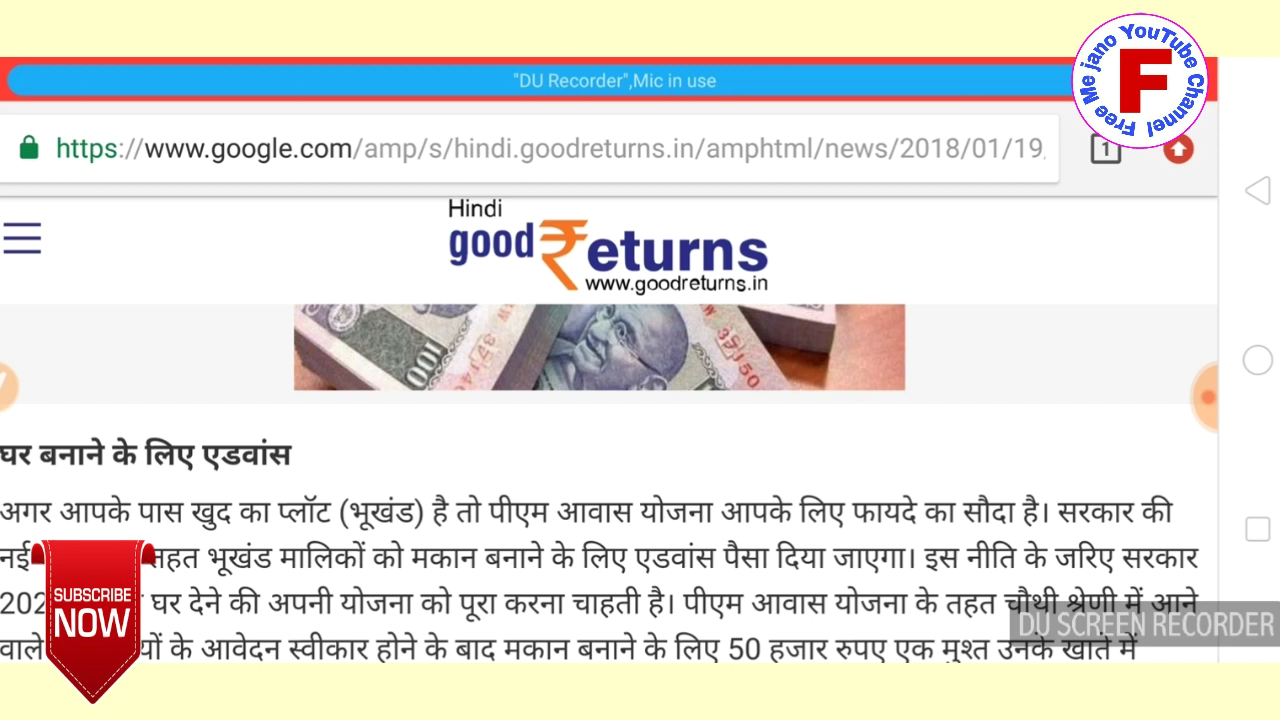 "DU Recorder",Mic in use
Free Me jano YouTube Channel
F
https://www.google.com/amp/s/hindi.goodreturns.in/amphtml/news/2018/01/19,
1
Hindi
good₹eturns
www.goodreturns.in
100
घर बनाने के लिए एडवांस
अगर आपके पास खुद का प्लॉट (भूखंड) है तो पीएम आवास योजना आपके लिए फायदे का सौदा है। सरकार की
नई तहत भूखंड मालिकों को मकान बनाने के लिए एडवांस पैसा दिया जाएगा। इस नीति के जरिए सरकार
घर देने की अपनी योजना को पूरा करना चाहती है। पीएम आवास योजना के तहत चौथी श्रेणी में आने
वाले के आवेदन स्वीकार होने के बाद मकान बनाने के लिए 50 हजार रुपए एक मुश्त उनके खाते में
SUBSCRIBE
NOW
DU SCREEN RECORDER